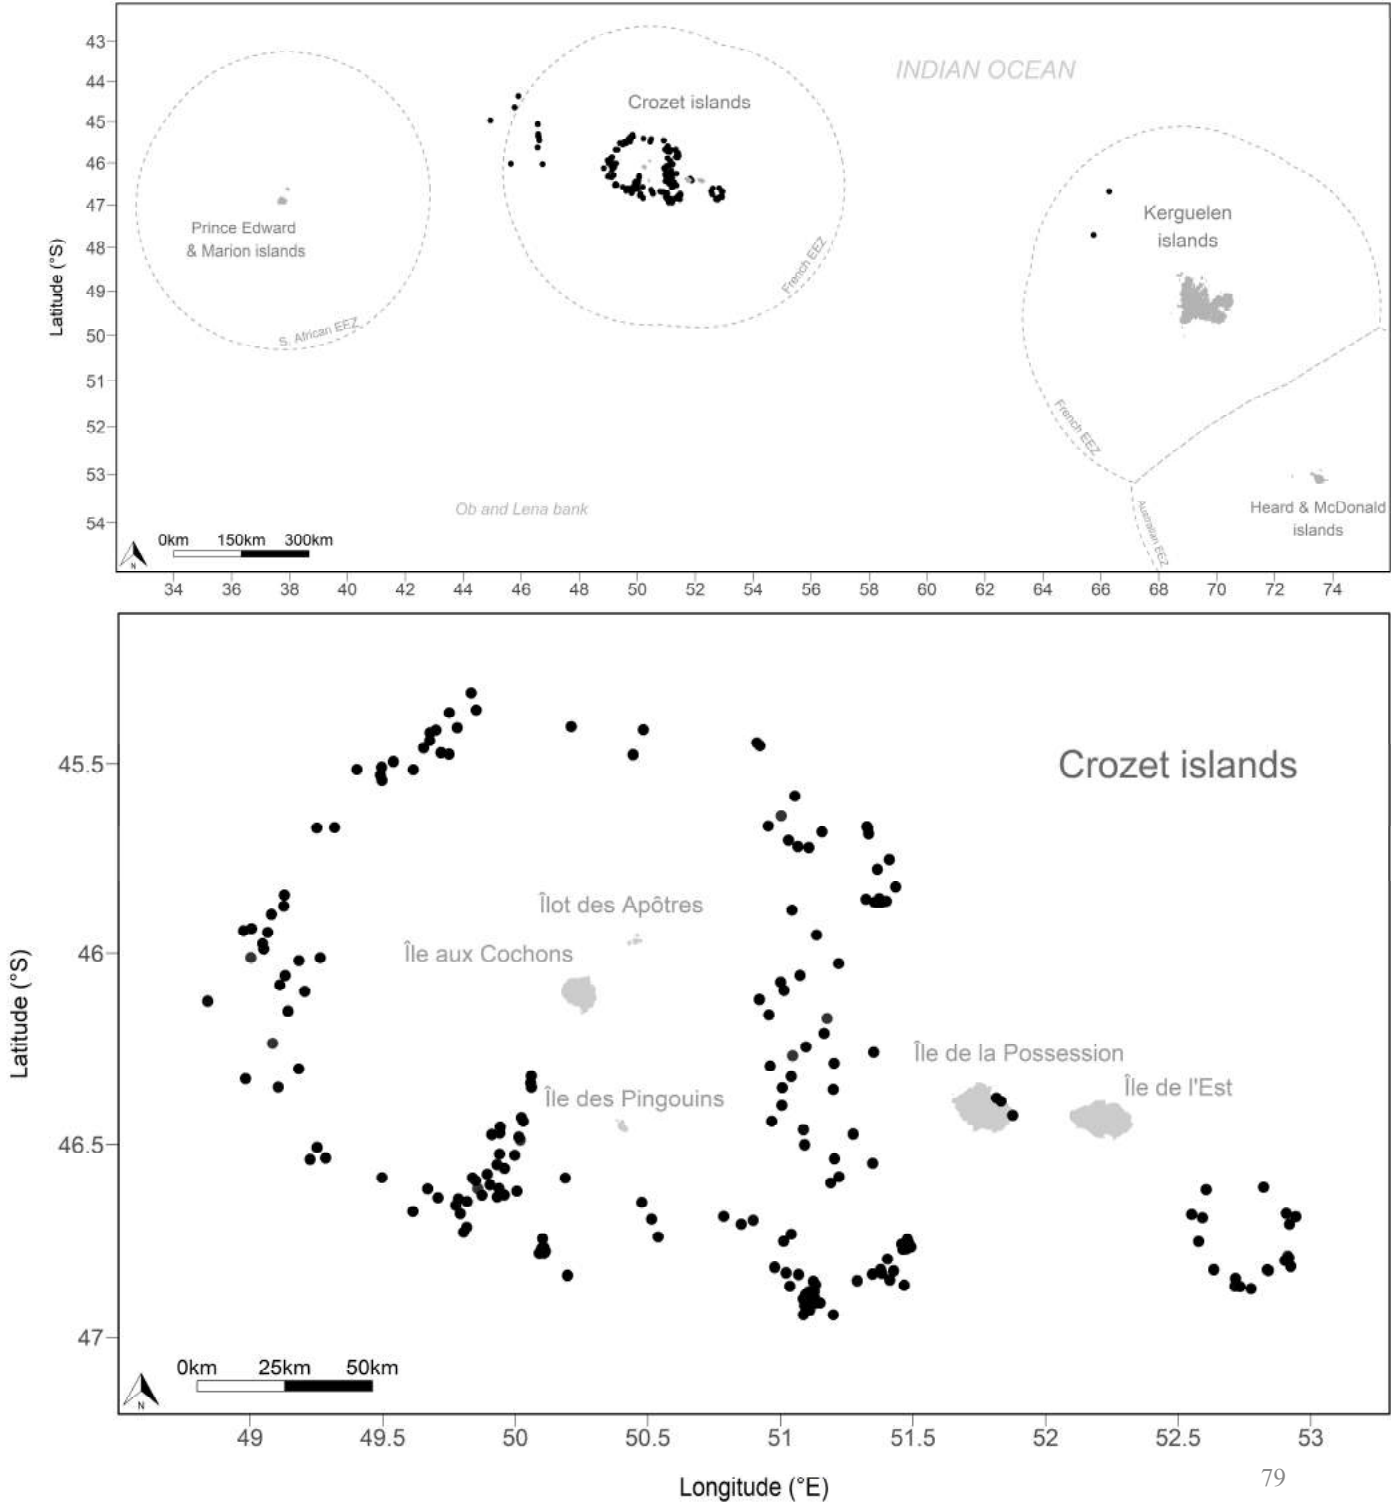 43
44
INDIAN OCEAN
Crozet islands
45
46
47
Kerguelen
islands
Prince Edward
& Marion islands
48
Latitude (°S)
French EEZ
49
50
S. African EEZ
51
52
French EEZ
53
54
Ob and Lena bank
Heard & McDonald
islands
Australian EEZ
0km 150km 300km
N
34 36 38 40 42 44 46 48 50 52 54 56 58 60 62 64 66 68 70 72 74
45.5
Crozet islands
Îlot des Apôtres
46
Île aux Cochons
Latitude (°S)
Île de la Possession
Île de l'Est
Île des Pingouins
46.5
47
0km 25km 50km
N
49 49.5 50 50.5 51 51.5 52 52.5 53
79
Longitude (°E)